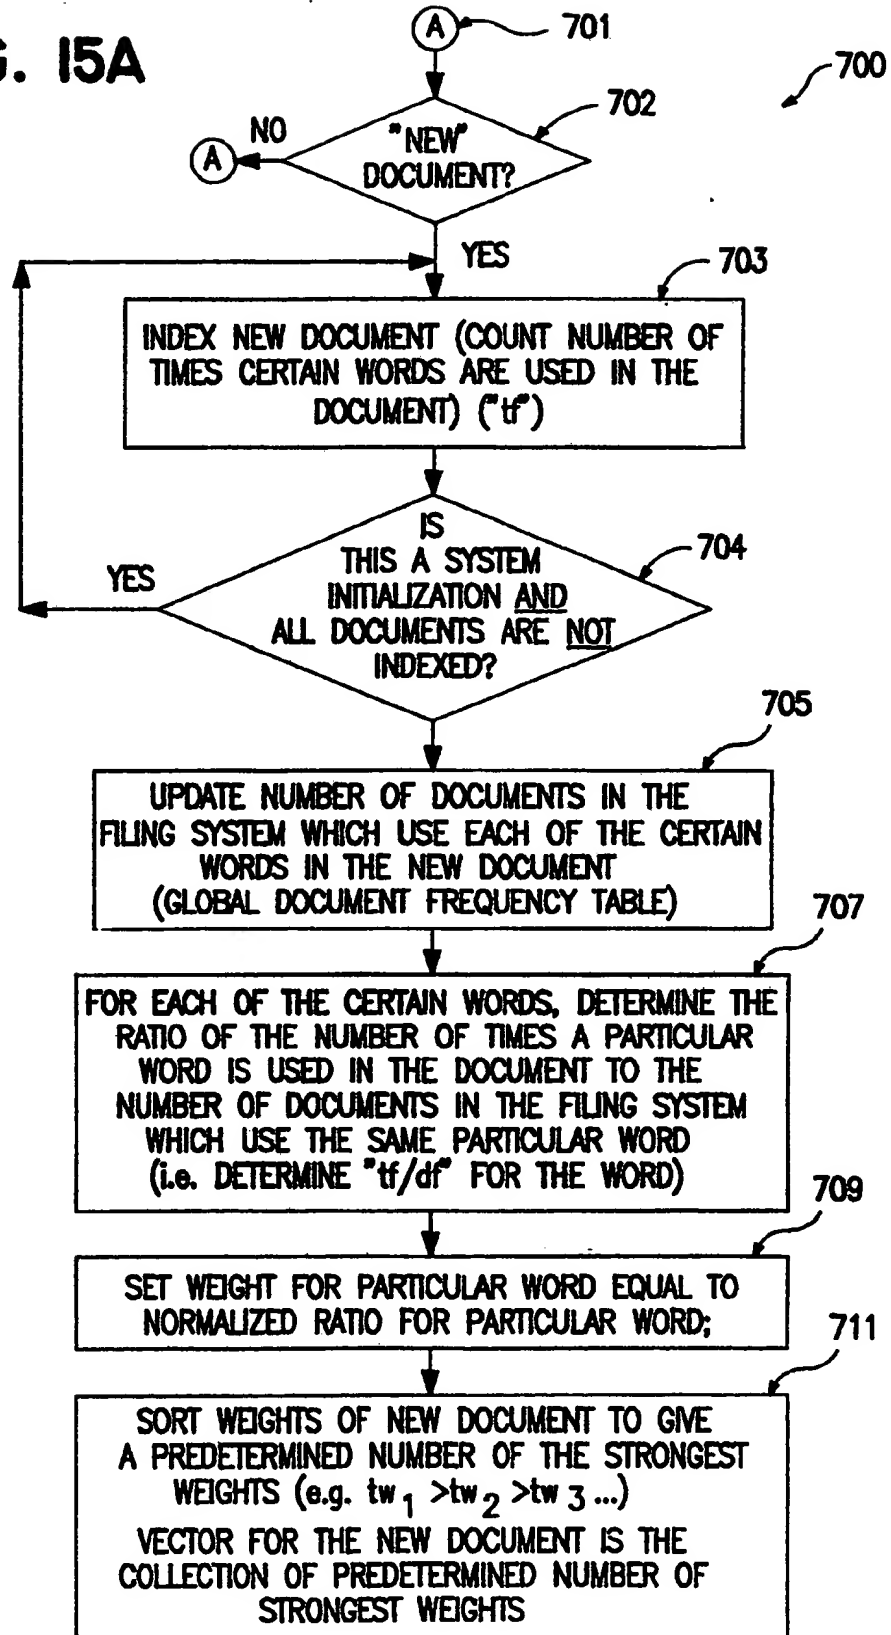 . 15A
A
701
700
702
"NEW"
DOCUMENT?
NO
A
YES
703
INDEX NEW DOCUMENT (COUNT NUMBER OF
TIMES CERTAIN WORDS ARE USED IN THE
DOCUMENT) ("tf")
IS
THIS A SYSTEM
INITIALIZATION AND
ALL DOCUMENTS ARE NOT
INDEXED?
704
YES
705
UPDATE NUMBER OF DOCUMENTS IN THE
FILING SYSTEM WHICH USE EACH OF THE CERTAIN
WORDS IN THE NEW DOCUMENT
(GLOBAL DOCUMENT FREQUENCY TABLE)
707
FOR EACH OF THE CERTAIN WORDS, DETERMINE THE
RATIO OF THE NUMBER OF TIMES A PARTICULAR
WORD IS USED IN THE DOCUMENT TO THE
NUMBER OF DOCUMENTS IN THE FILING SYSTEM
WHICH USE THE SAME PARTICULAR WORD
(i.e. DETERMINE "tf/df" FOR THE WORD)
709
SET WEIGHT FOR PARTICULAR WORD EQUAL TO
NORMALIZED RATIO FOR PARTICULAR WORD;
711
SORT WEIGHTS OF NEW DOCUMENT TO GIVE
A PREDETERMINED NUMBER OF THE STRONGEST
WEIGHTS (e.g. tw1 >tw2 >tw3 ...)
VECTOR FOR THE NEW DOCUMENT IS THE
COLLECTION OF PREDETERMINED NUMBER OF
STRONGEST WEIGHTS